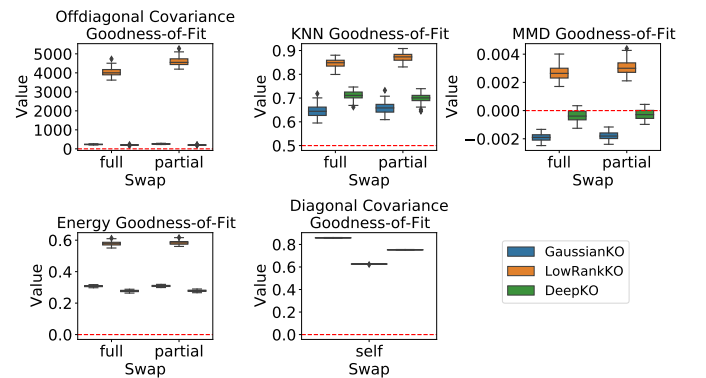 Offdiagonal Covariance
Goodness-of-Fit
Value
5000
4000
3000
2000
1000
0
full
partial
Swap
KNN Goodness-of-Fit
Value
0.9
0.8
0.7
0.6
0.5
full
partial
Swap
MMD Goodness-of-Fit
Value
0.004
0.002
0.000
−0.002
full
partial
Swap
Energy Goodness-of-Fit
Value
0.6
0.4
0.2
0.0
full
partial
Swap
Diagonal Covariance
Goodness-of-Fit
Value
0.8
0.6
0.4
0.2
0.0
self
Swap
GaussianKO
LowRankKO
DeepKO